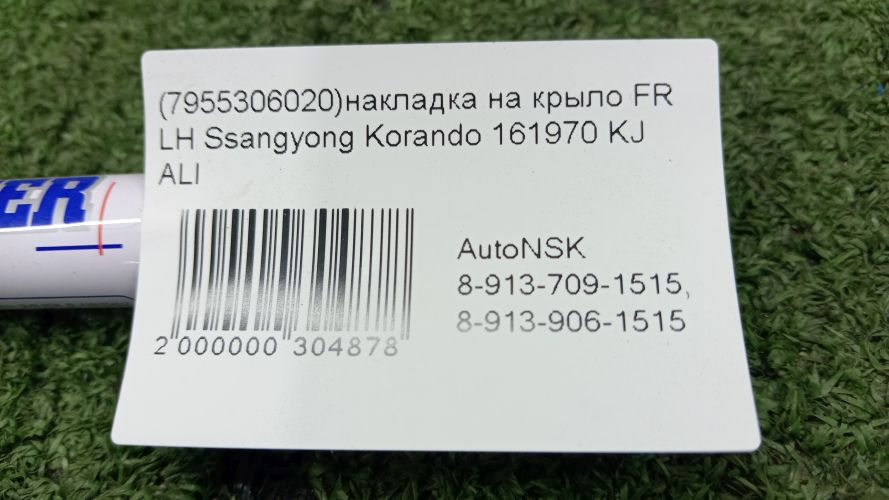 (7955306020)накладка на крыло FR
LH Ssangyong Korando 161970 KJ
ALI
AutoNSK
8-913-709-1515,
8-913-906-1515
2 000000 304878